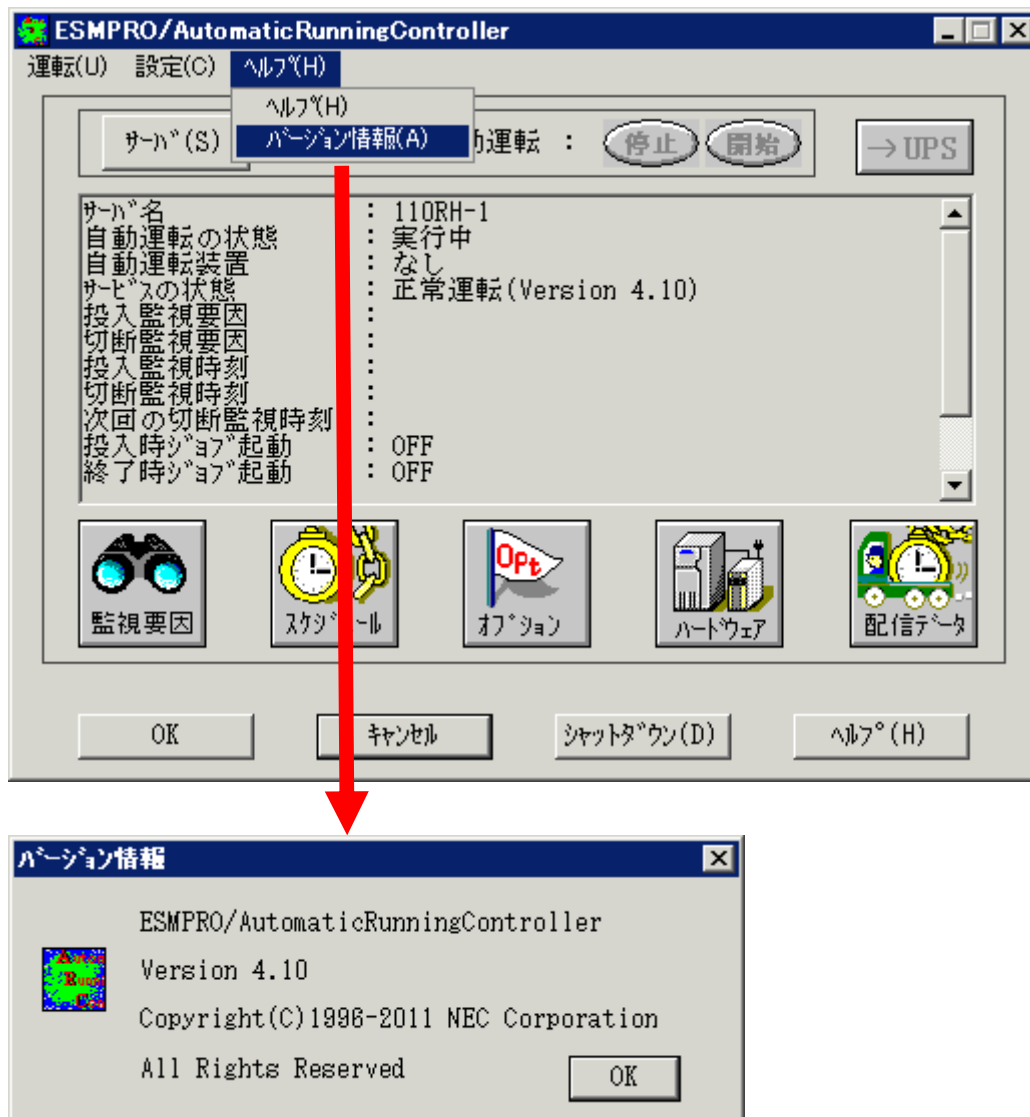 ESMPRO/AutomaticRunningController
運転(U) 設定(C) ヘルプ(H)
ヘルプ(H)
バージョン情報(A)
サーバ(S) 動運転 : 停止 開始 →UPS
サーバ名 : 110RH-1
自動運転の状態 : 実行中
自動運転装置 : なし
サービスの状態 : 正常運転(Version 4.10)
投入監視要因 :
切断監視要因 :
投入監視時刻 :
切断監視時刻 :
次回の切断監視時刻 :
投入時ジョブ起動 : OFF
終了時ジョブ起動 : OFF
Opt
監視要因 スケジュール オプション ハードウェア 配信データ
OK キャンセル シャットダウン(D) ヘルプ(H)
バージョン情報
ESMPRO/AutomaticRunningController
Version 4.10
Copyright(C)1996-2011 NEC Corporation
All Rights Reserved
OK